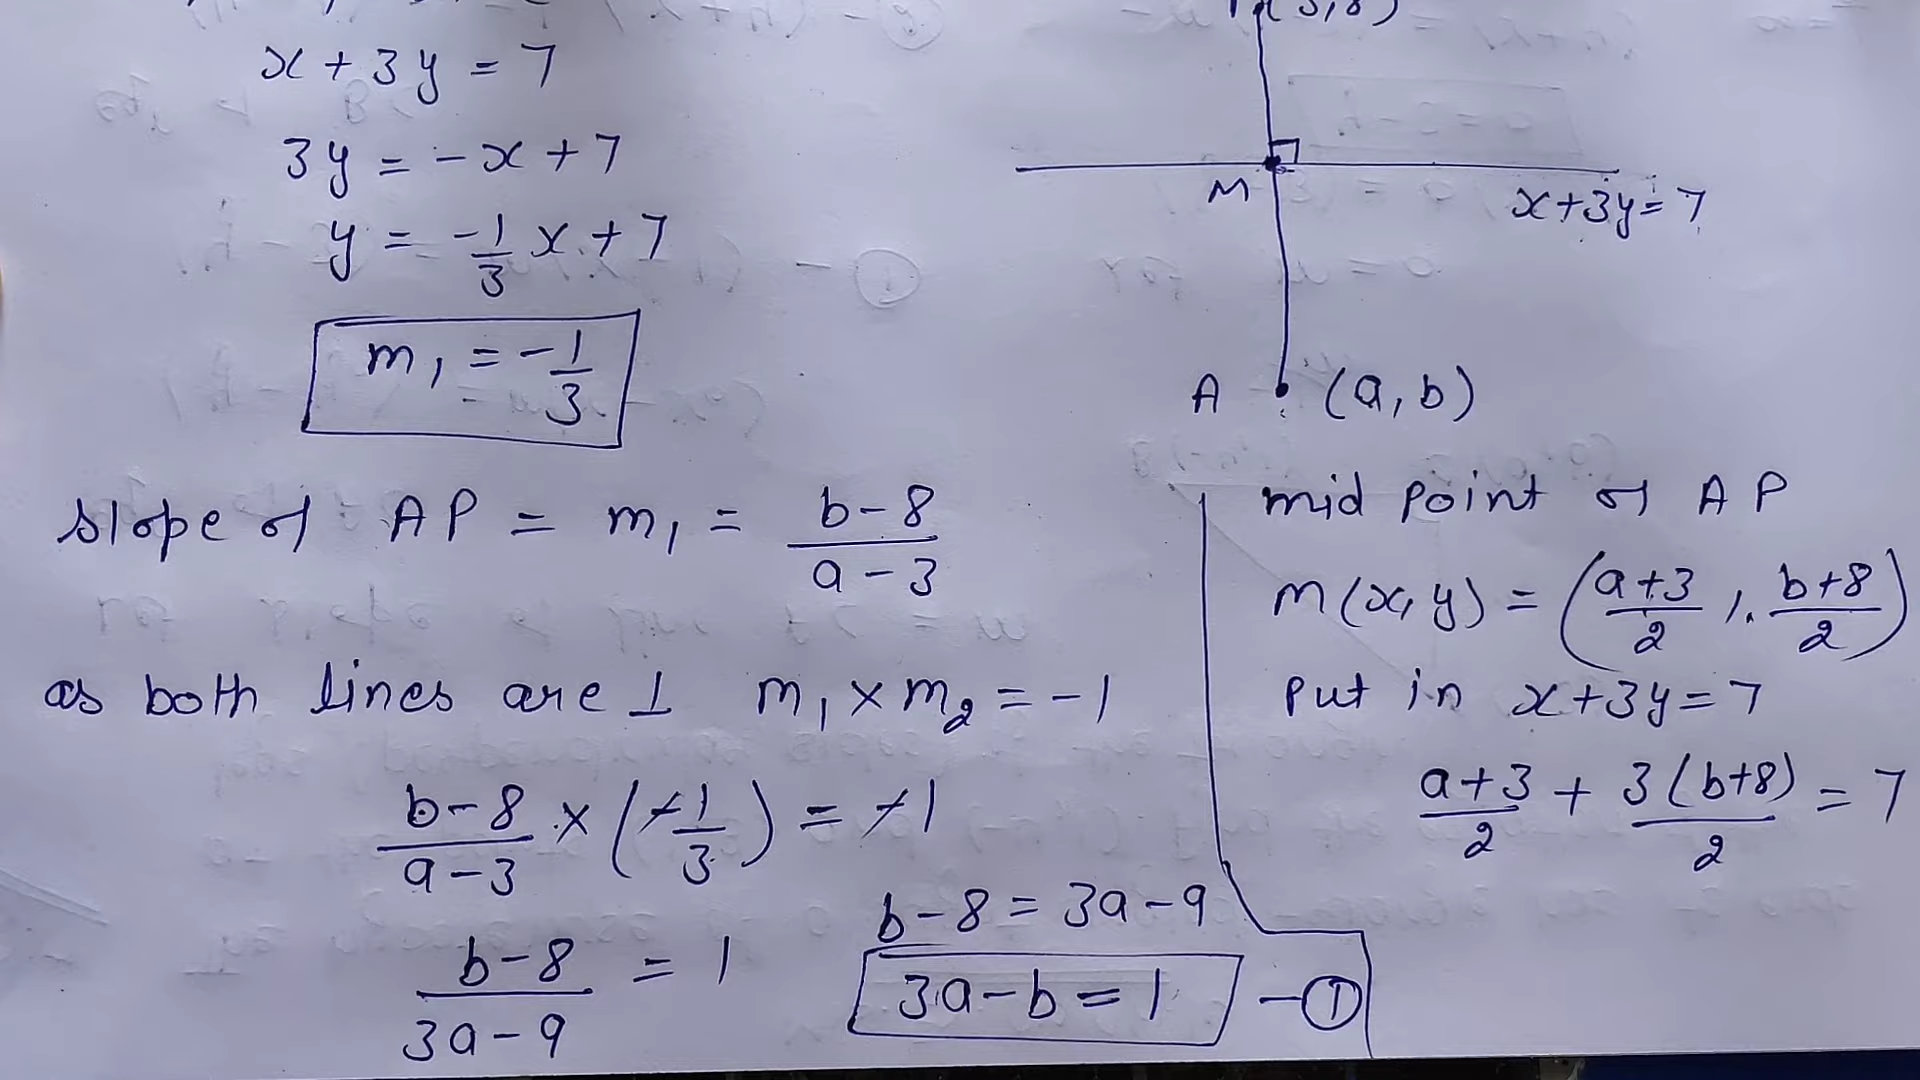 x + 3y = 7
3y = -x + 7
y = -1/3 x + 7
m₁ = -1/3
slope of AP = m₁ = b-8/a-3
as both lines are ⊥ m₁ × m₂ = -1
b-8/a-3 × (-1/3) = -1
b-8/3a-9 = 1
b-8 = 3a-9
3a-b = 1 -①
M
x+3y=7
A (a, b)
mid point of AP
M(x, y) = (a+3/2, b+8/2)
Put in x+3y=7
a+3/2 + 3(b+8)/2 = 7